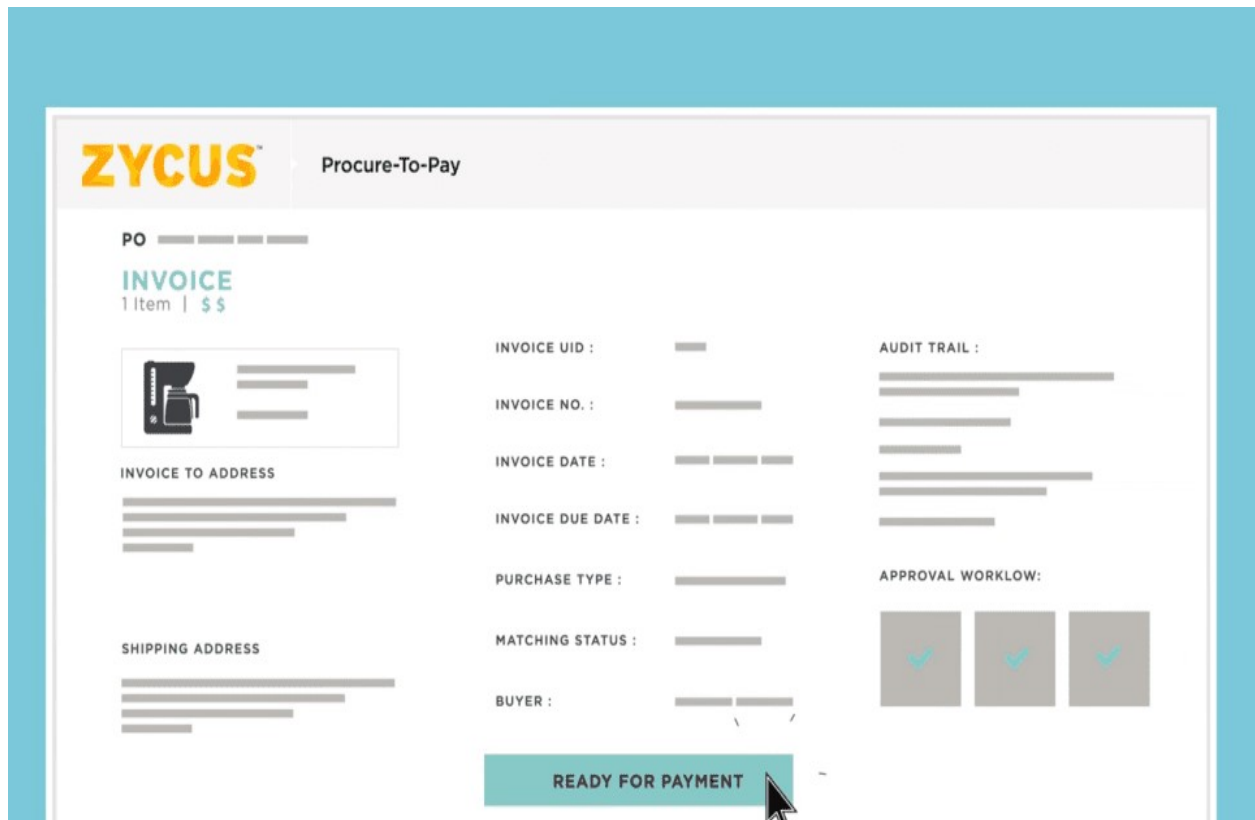 ZYCUS™
Procure-To-Pay
PO
INVOICE
1 Item | $ $
INVOICE TO ADDRESS
SHIPPING ADDRESS
INVOICE UID :
INVOICE NO. :
INVOICE DATE :
INVOICE DUE DATE :
PURCHASE TYPE :
MATCHING STATUS :
BUYER :
READY FOR PAYMENT
AUDIT TRAIL :
APPROVAL WORKLOW: